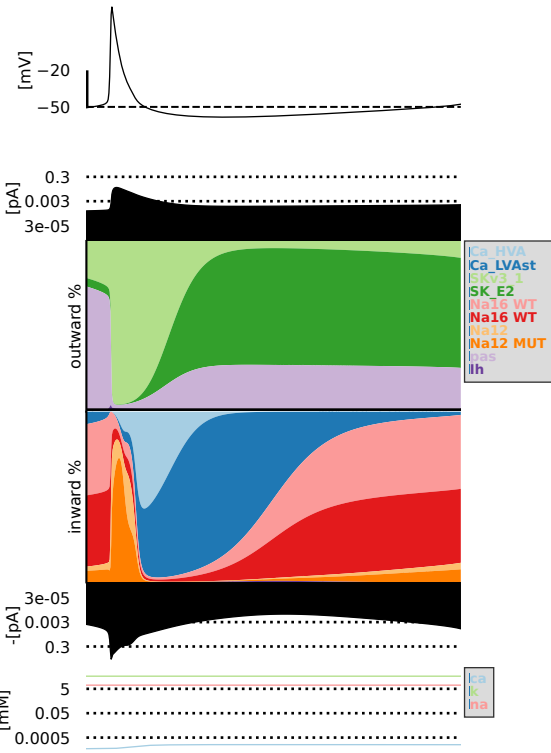 [mV]
−20
−50
[pA]
0.3
0.003
3e-05
outward %
Ca_HVA
Ca_LVAst
SKv3_1
SK_E2
Na16 WT
Na16 WT
Na12
Na12 MUT
pas
Ih
inward %
-[pA]
3e-05
0.003
0.3
[mM]
5
0.05
0.0005
ca
k
na